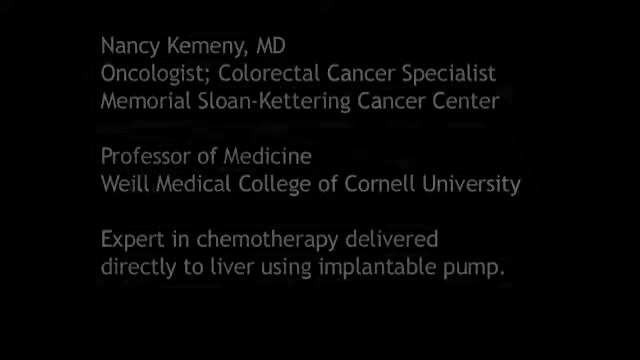 Nancy Kemeny, MD
Oncologist; Colorectal Cancer Specialist
Memorial Sloan-Kettering Cancer Center
Professor of Medicine
Weill Medical College of Cornell University
Expert in chemotherapy delivered
directly to liver using implantable pump.